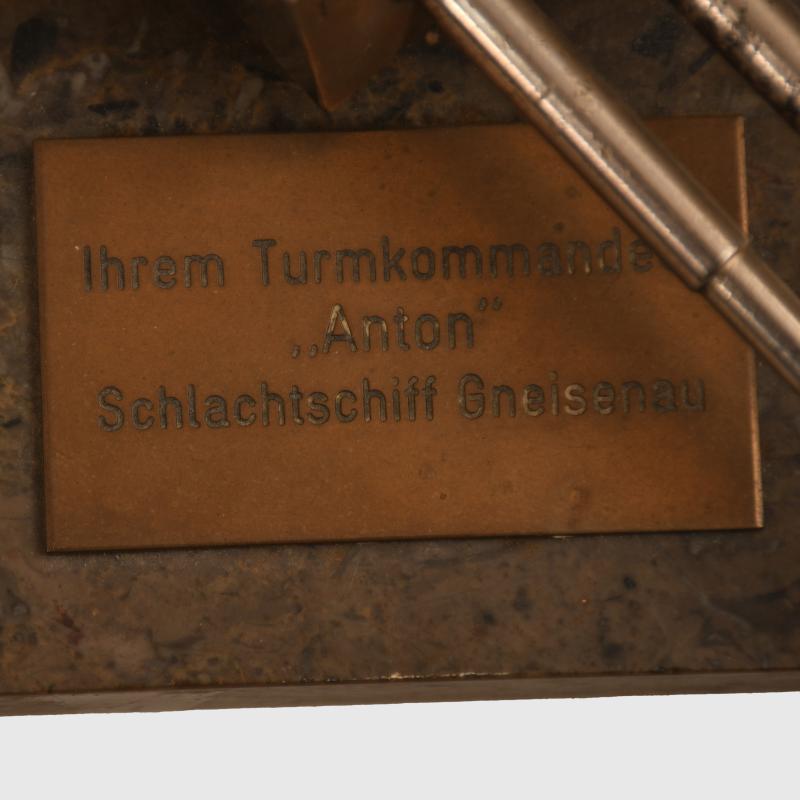 Ihrem Turmkommande
„Anton”
Schlachtschiff Gneisenau